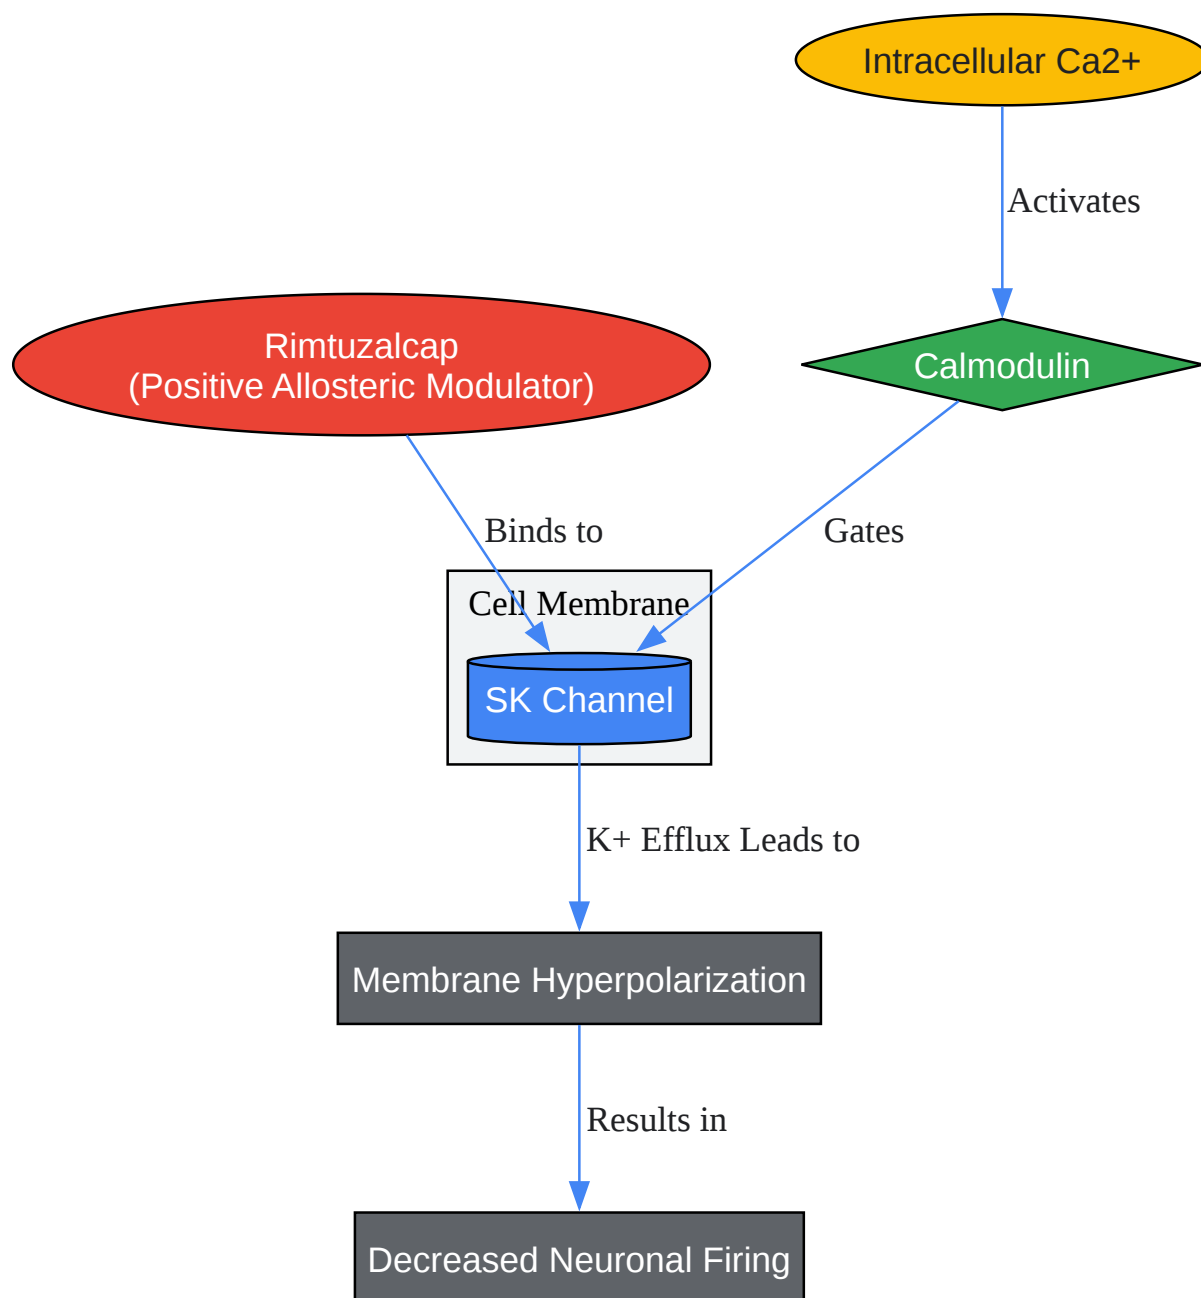 Intracellular Ca2+
Activates
Rimtuzalcap
(Positive Allosteric Modulator)
Calmodulin
Binds to
Gates
Cell Membrane
SK Channel
K+ Efflux Leads to
Membrane Hyperpolarization
Results in
Decreased Neuronal Firing